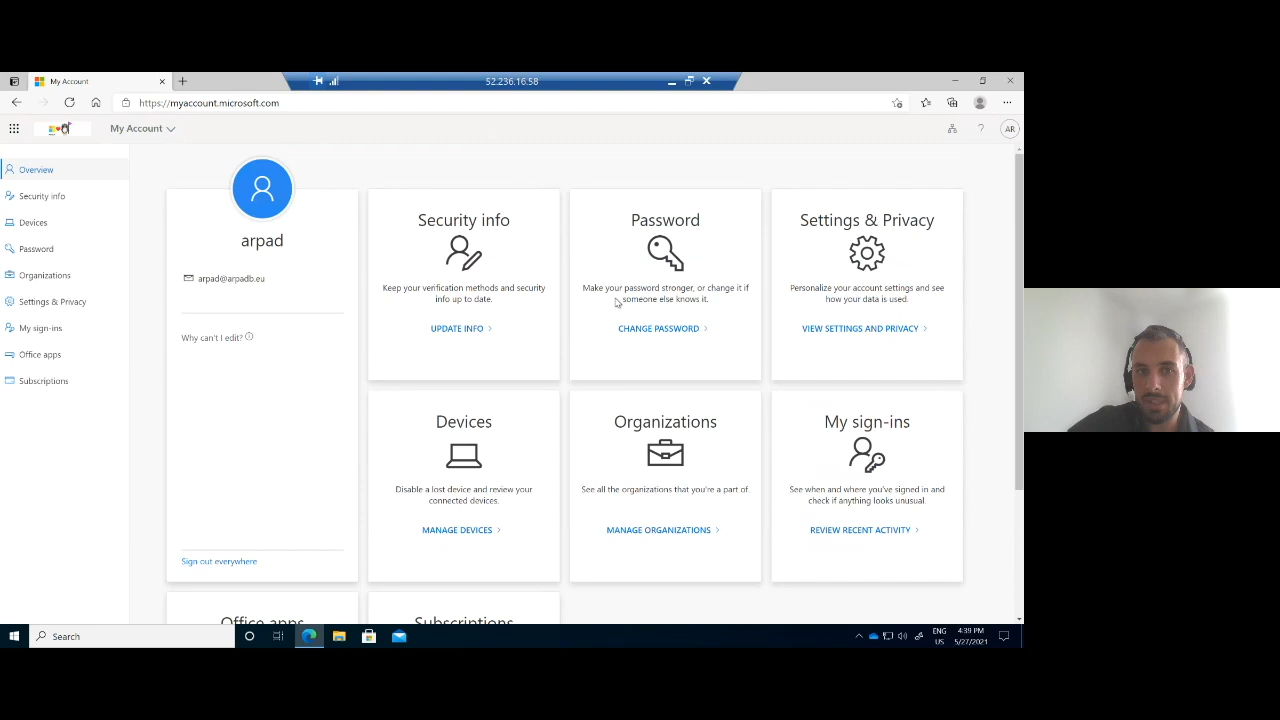 My Account
52.236.16.58
https://myaccount.microsoft.com
My Account
AR
Overview
Security info
Devices
Password
Organizations
Settings & Privacy
My sign-ins
Office apps
Subscriptions
arpad
arpad@arpadb.eu
Why can't I edit?
Sign out everywhere
Security info
Keep your verification methods and security
info up to date.
UPDATE INFO
Password
Make your password stronger, or change it if
someone else knows it.
CHANGE PASSWORD
Settings & Privacy
Personalize your account settings and see
how your data is used.
VIEW SETTINGS AND PRIVACY
Devices
Disable a lost device and review your
connected devices.
MANAGE DEVICES
Organizations
See all the organizations that you're a part of
MANAGE ORGANIZATIONS
My sign-ins
See when and where you've signed in and
check if anything looks unusual.
REVIEW RECENT ACTIVITY
Office apps
Subscriptions
Search
ENG
US
4:39 PM
5/27/2021